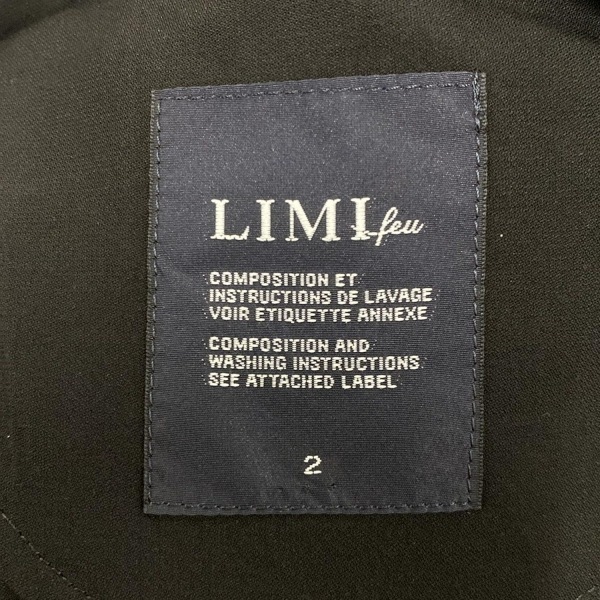 LIMI feu
COMPOSITION ET
INSTRUCTIONS DE LAVAGE
VOIR ETIQUETTE ANNEXE
COMPOSITION AND
WASHING INSTRUCTIONS
SEE ATTACHED LABEL
2